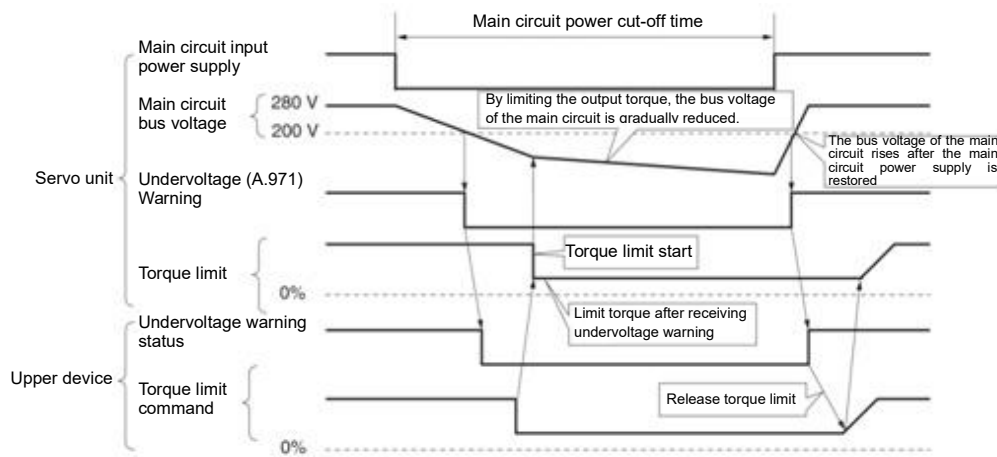 Main circuit power cut-off time
Main circuit input
power supply
Main circuit
bus voltage
280 V
200 V
By limiting the output torque, the bus voltage
of the main circuit is gradually reduced.
The bus voltage of the main
circuit rises after the main
circuit power supply is
restored
Servo unit
Undervoltage (A.971)
Warning
Torque limit start
Torque limit
0%
Limit torque after receiving
undervoltage warning
Undervoltage warning
status
Upper device
Torque limit
command
Release torque limit
0%